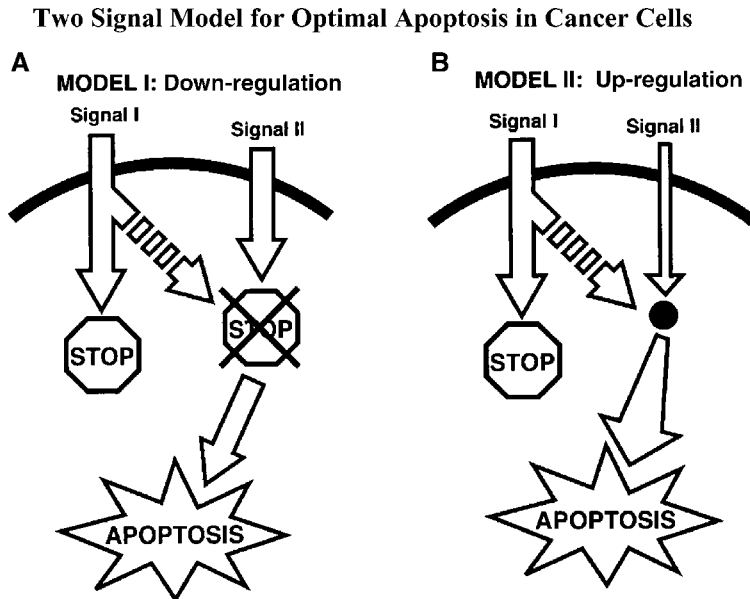 Two Signal Model for Optimal Apoptosis in Cancer Cells
A
MODEL I: Down-regulation
Signal I
Signal II
STOP
STOP
APOPTOSIS
B
MODEL II: Up-regulation
Signal I
Signal II
STOP
APOPTOSIS